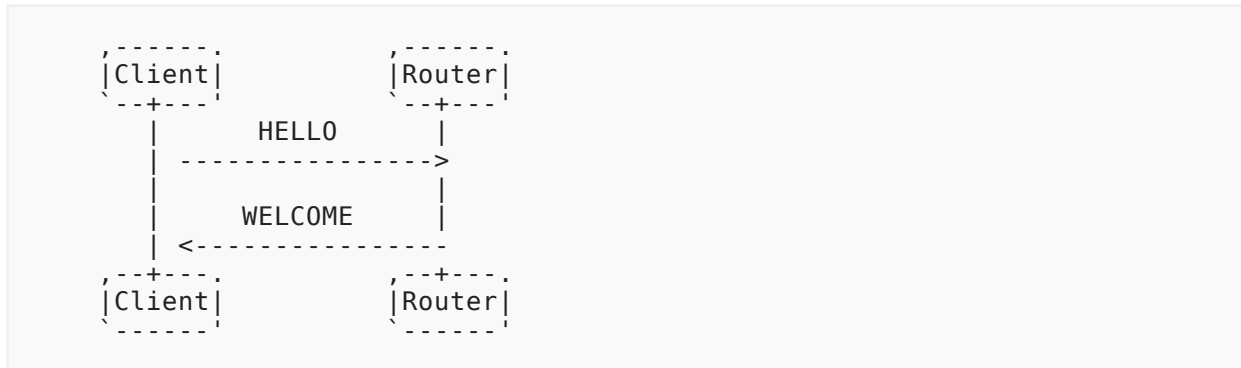 ,------.          ,------.
|Client|          |Router|
`--+---'          `--+---'
   |      HELLO      |
   | ---------------->
   |                 |
   |     WELCOME     |
   | <----------------
,--+---.          ,--+---.
|Client|          |Router|
`------'          `------'